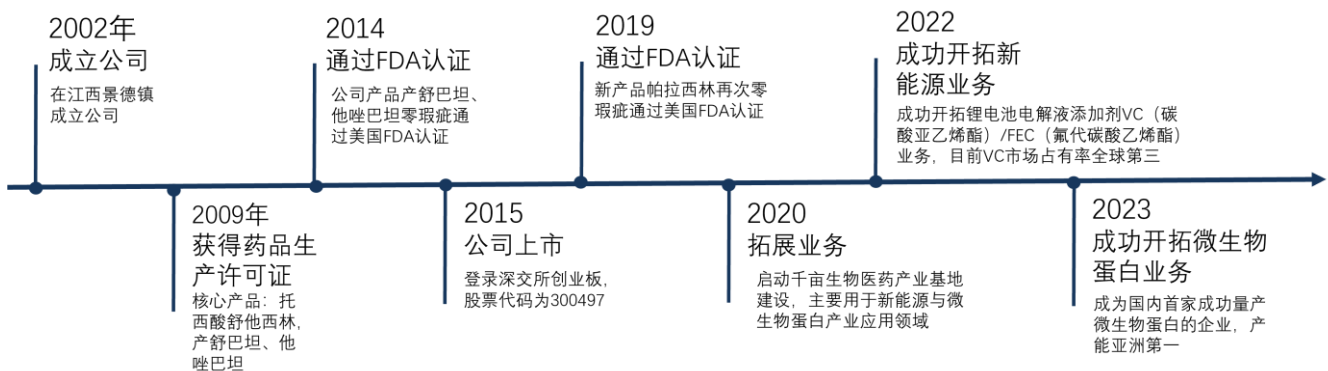 2002年
成立公司
在江西景德镇
成立公司
2009年
获得药品生
产许可证
核心产品：托
西酸舒他西林,
产舒巴坦、他
唑巴坦
2014
通过FDA认证
公司产品产舒巴坦、
他唑巴坦零瑕疵通
过美国FDA认证
2015
公司上市
登录深交所创业板,
股票代码为300497
2019
通过FDA认证
新产品帕拉西林再次零
瑕疵通过美国FDA认证
2020
拓展业务
启动千亩生物医药产业基地
建设，主要用于新能源与微
生物蛋白产业应用领域
2022
成功开拓新
能源业务
成功开拓锂电池电解液添加剂VC（碳
酸亚乙烯酯）/FEC（氟代碳酸乙烯酯）
业务，目前VC市场占有率全球第三
2023
成功开拓微生物
蛋白业务
成为国内首家成功量产
微生物蛋白的企业，产
能亚洲第一